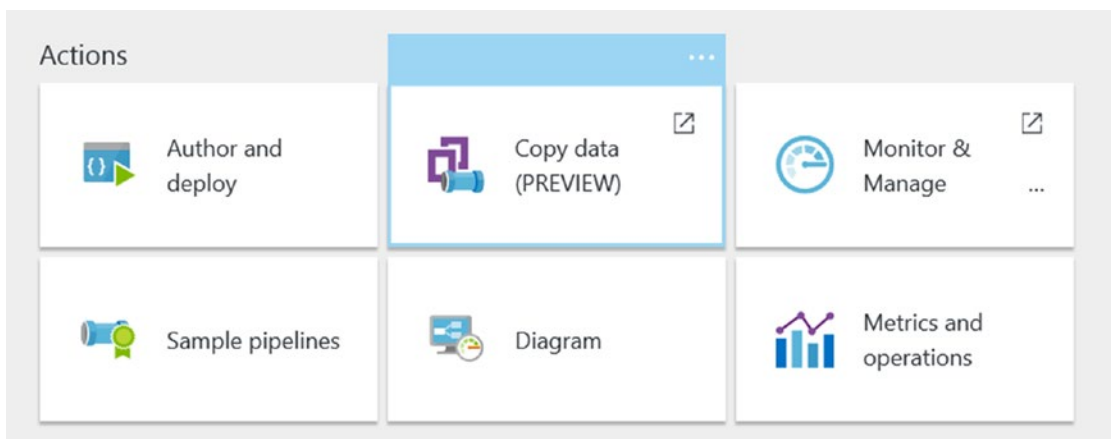 Actions
Author and
deploy
Copy data
(PREVIEW)
Monitor &
Manage
...
Sample pipelines
Diagram
Metrics and
operations